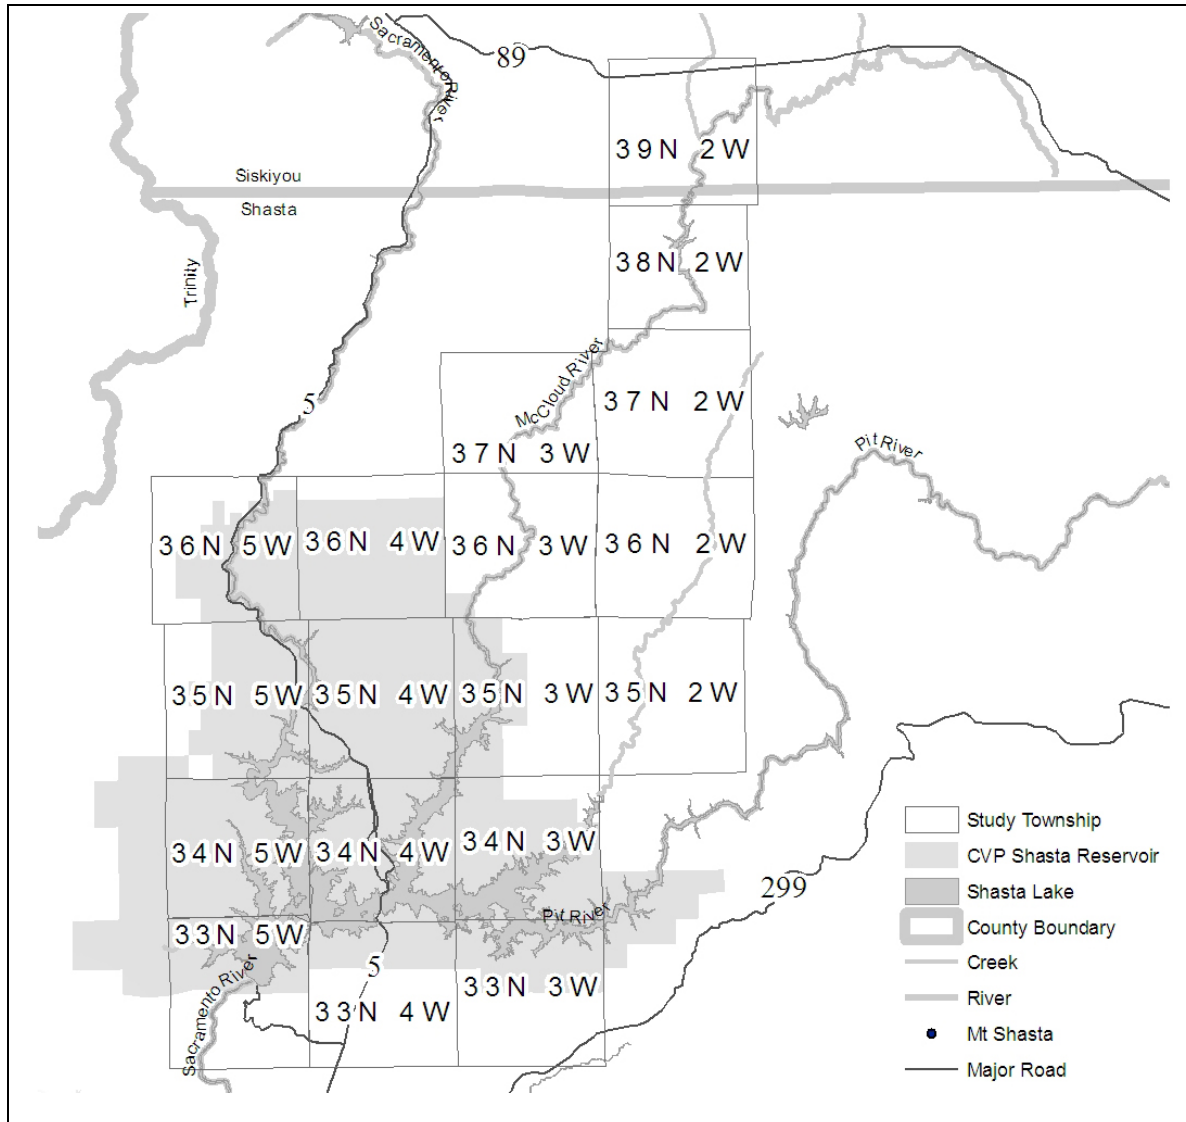 Sacramento River
89
39N 2W
Siskiyou
Shasta
38N 2W
Trinity
McCloud River
5
37N 2W
Pit River
37N 3W
36N 5W
36N 4W
36N 3W
36N 2W
35N 5W
35N 4W
35N 3W
35N 2W
34N 5W
34N 4W
34N 3W
299
Pit River
33N 5W
5
Sacramento River
33N 4W
33N 3W
Study Township
CVP Shasta Reservoir
Shasta Lake
County Boundary
Creek
River
Mt Shasta
Major Road